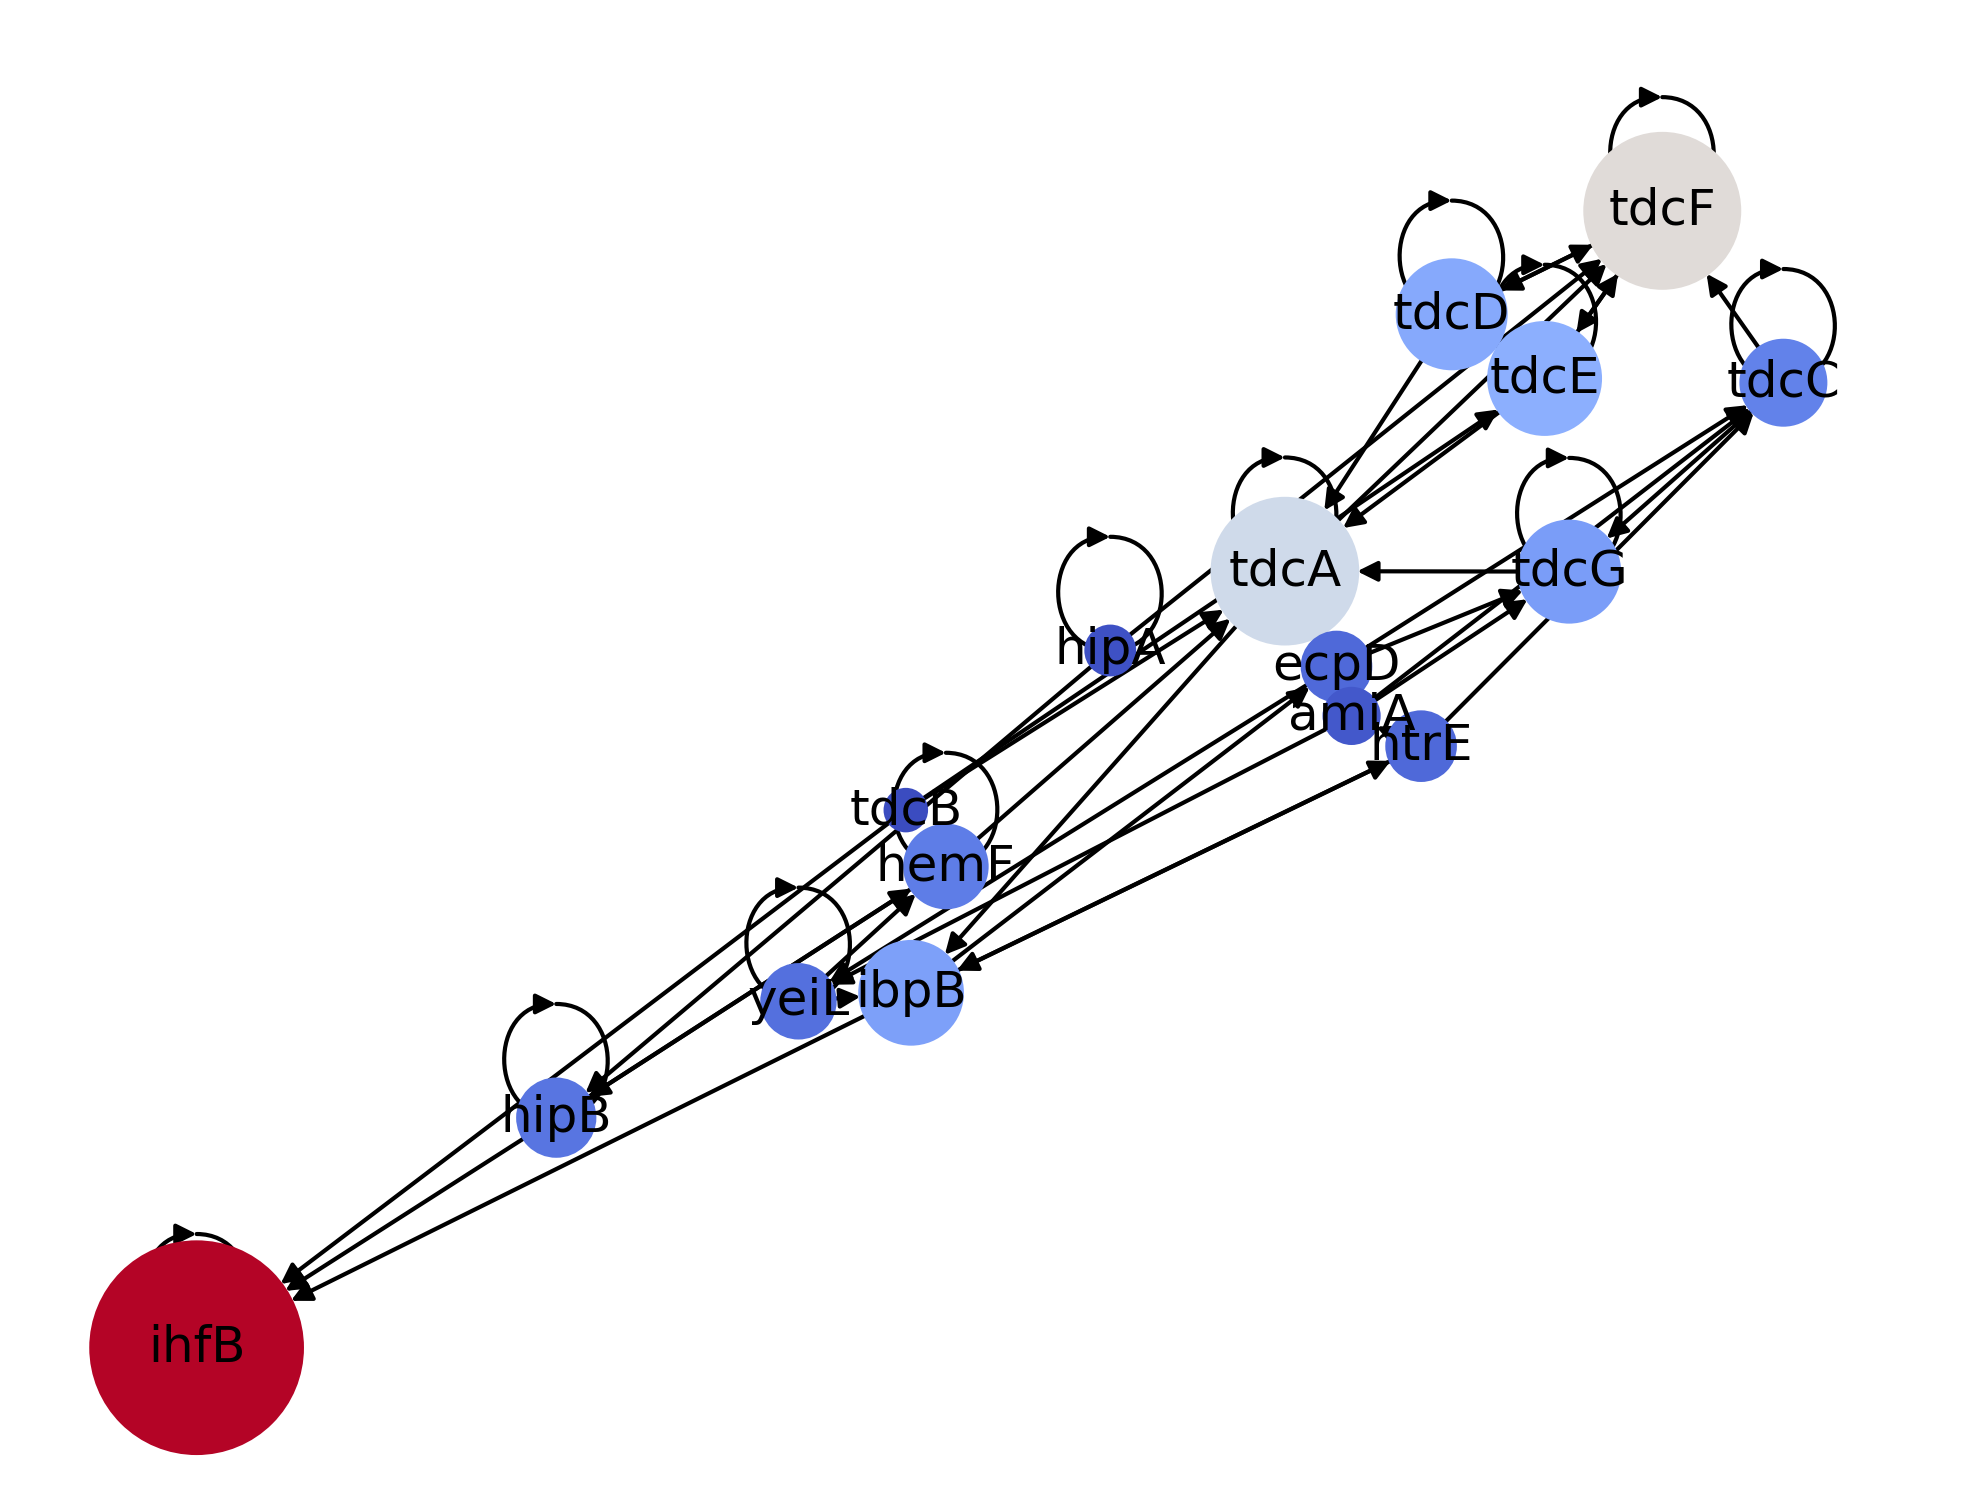 tdcF
tdcD
tdcE
tdcC
tdcA
tdcG
hipA
ecpD
amiA
htrE
tdcB
hemF
yeiL
ibpB
hipB
ihfB